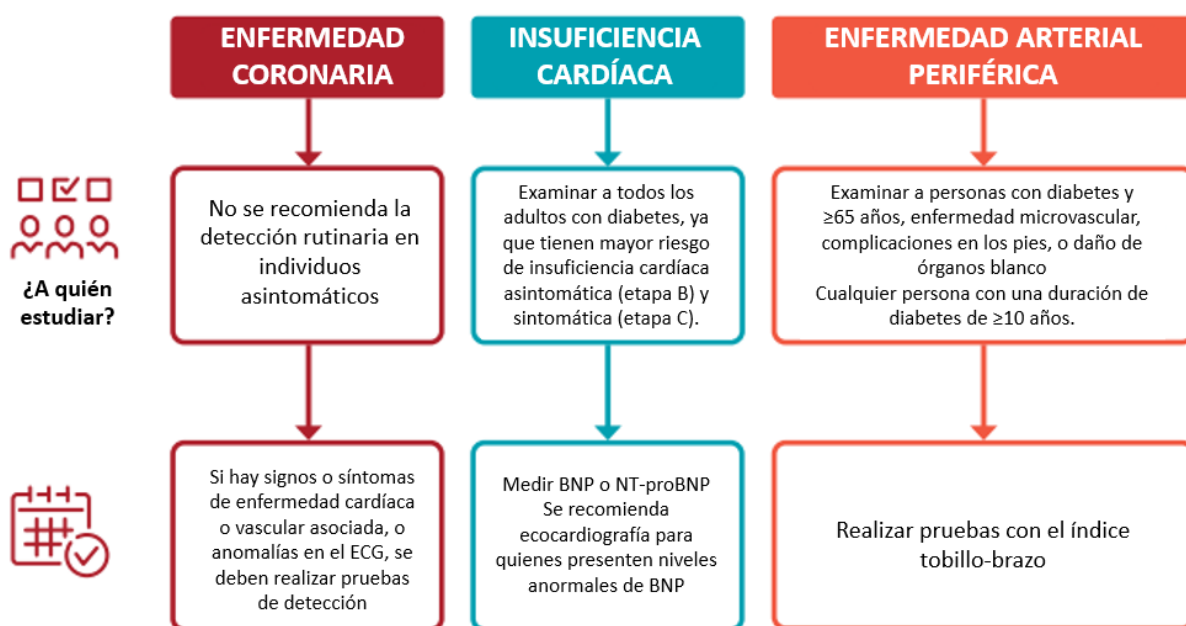 ENFERMEDAD
CORONARIA
INSUFICIENCIA
CARDÍACA
ENFERMEDAD ARTERIAL
PERIFÉRICA
¿A quién
estudiar?
No se recomienda la
detección rutinaria en
individuos
asintomáticos
Examinar a todos los
adultos con diabetes, ya
que tienen mayor riesgo
de insuficiencia cardíaca
asintomática (etapa B) y
sintomática (etapa C).
Examinar a personas con diabetes y
≥65 años, enfermedad microvascular,
complicaciones en los pies, o daño de
órganos blanco
Cualquier persona con una duración de
diabetes de ≥10 años.
Si hay signos o síntomas
de enfermedad cardíaca
o vascular asociada, o
anomalías en el ECG, se
deben realizar pruebas
de detección
Medir BNP o NT-proBNP
Se recomienda
ecocardiografía para
quienes presenten niveles
anormales de BNP
Realizar pruebas con el índice
tobillo-brazo